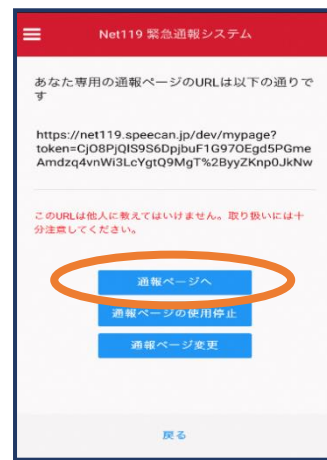 Net119 緊急通報システム
あなた専用の通報ページのURLは以下の通りで
す
https://net119.speecan.jp/dev/mypage?
token=CjO8PjQIS9S6DpjbuF1G97OEgd5PGme
Amdzq4vnWi3LcYgtQ9MgT%2ByyZKnp0JkNw
このURLは他人に教えてはいけません。取り扱いには十
分注意してください。
通報ページへ
通報ページの使用停止
通報ページ変更
戻る